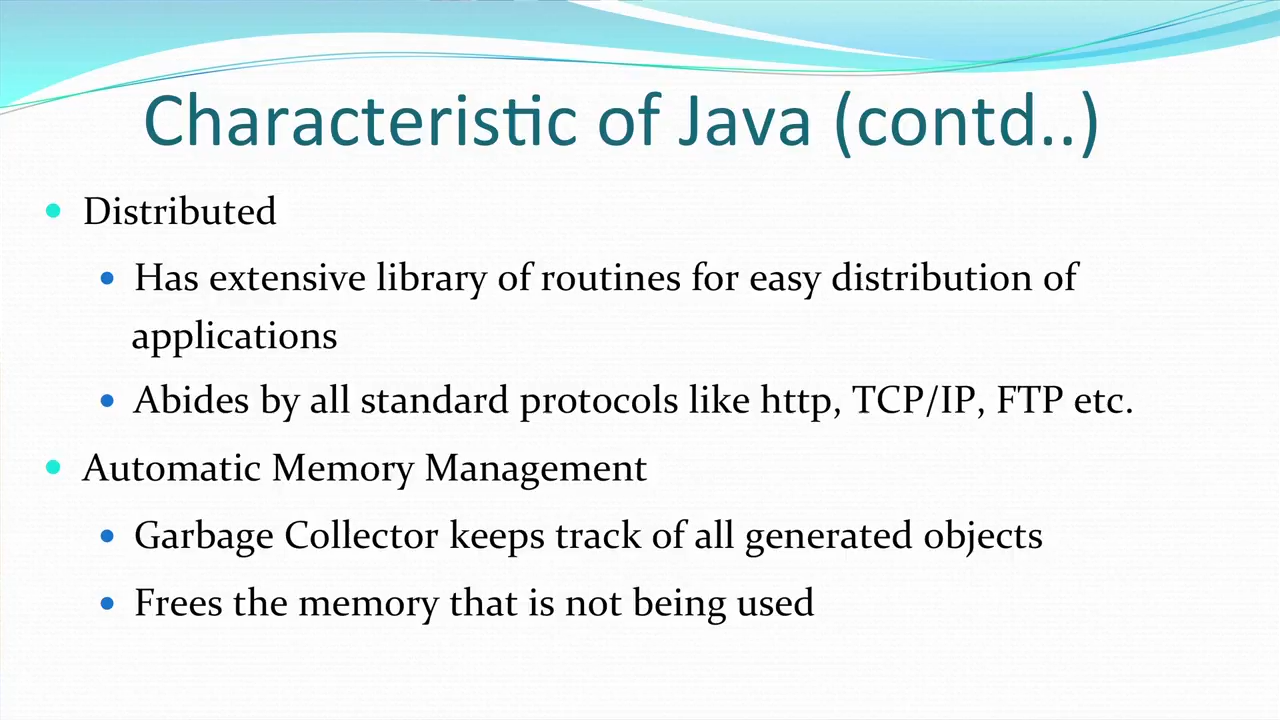 Characteristic of Java (contd..)
• Distributed
• Has extensive library of routines for easy distribution of
applications
• Abides by all standard protocols like http, TCP/IP, FTP etc.
• Automatic Memory Management
• Garbage Collector keeps track of all generated objects
• Frees the memory that is not being used